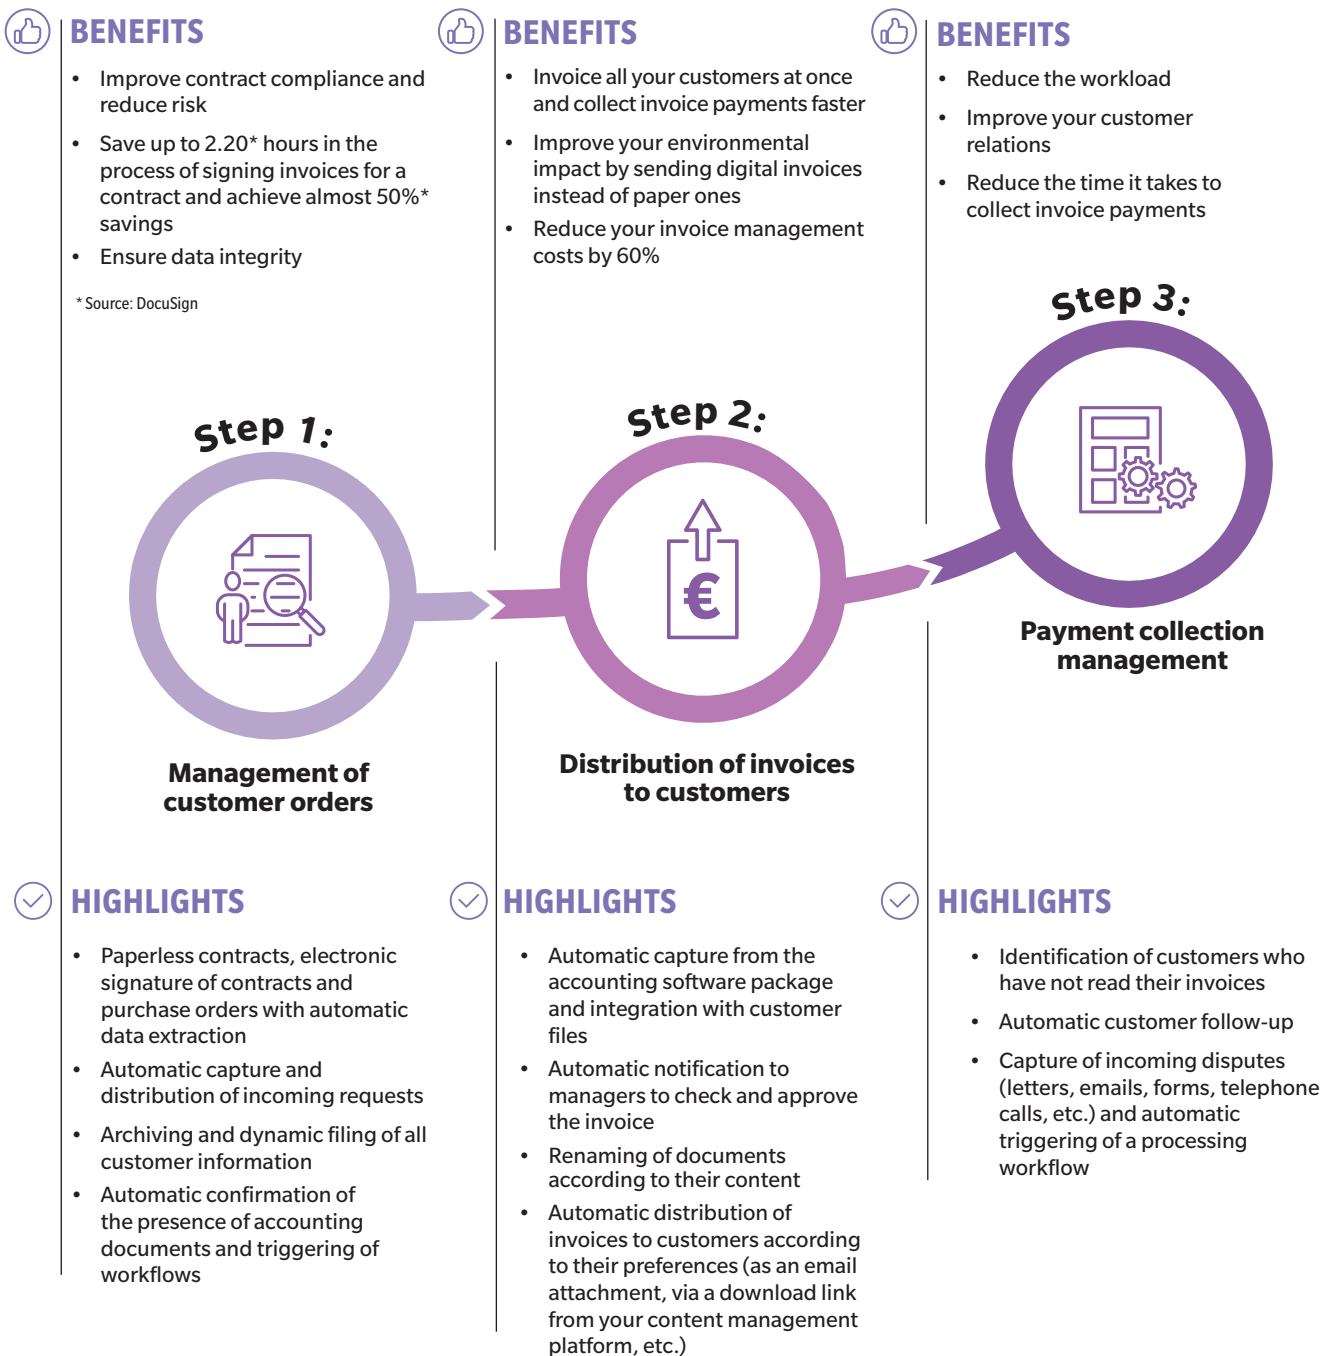 BENEFITS
• Improve contract compliance and
reduce risk
• Save up to 2.20* hours in the
process of signing invoices for a
contract and achieve almost 50%*
savings
• Ensure data integrity
* Source: DocuSign
BENEFITS
• Invoice all your customers at once
and collect invoice payments faster
• Improve your environmental
impact by sending digital invoices
instead of paper ones
• Reduce your invoice management
costs by 60%
BENEFITS
• Reduce the workload
• Improve your customer
relations
• Reduce the time it takes to
collect invoice payments
Step 1:
Management of
customer orders
Step 2:
€
Distribution of invoices
to customers
Step 3:
Payment collection
management
HIGHLIGHTS
• Paperless contracts, electronic
signature of contracts and
purchase orders with automatic
data extraction
• Automatic capture and
distribution of incoming requests
• Archiving and dynamic filing of all
customer information
• Automatic confirmation of
the presence of accounting
documents and triggering of
workflows
HIGHLIGHTS
• Automatic capture from the
accounting software package
and integration with customer
files
• Automatic notification to
managers to check and approve
the invoice
• Renaming of documents
according to their content
• Automatic distribution of
invoices to customers according
to their preferences (as an email
attachment, via a download link
from your content management
platform, etc.)
HIGHLIGHTS
• Identification of customers who
have not read their invoices
• Automatic customer follow-up
• Capture of incoming disputes
(letters, emails, forms, telephone
calls, etc.) and automatic
triggering of a processing
workflow